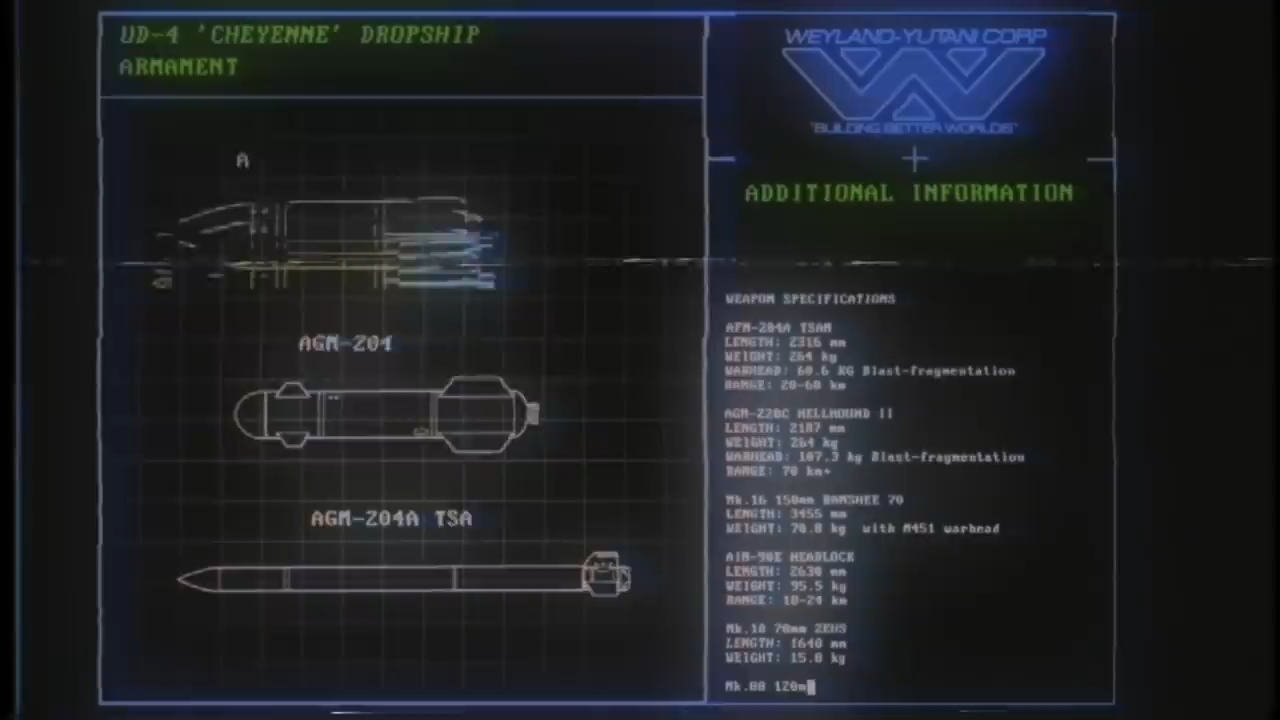 UD-4 'CHEYENNE' DROPSHIP
ARMAMENT
A
AGM-204
AGM-204A TSA
WEYLAND-YUTANI CORP
"BUILDING BETTER WORLDS"
ADDITIONAL INFORMATION
WEAPON SPECIFICATIONS
AFM-204A TSAM
LENGTH: 2316 mm
WEIGHT: 264 kg
WARHEAD: 60.6 KG Blast-fragmentation
RANGE: 20-60 km
AGM-220C HELLHOUND II
LENGTH: 2187 mm
WEIGHT: 264 kg
WARHEAD: 107.3 kg Blast-fragmentation
RANGE: 70 km+
Mk.16 150mm BANSHEE 70
LENGTH: 3455 mm
WEIGHT: 70.8 kg with M451 warhead
AIM-90E HEADLOCK
LENGTH: 2630 mm
WEIGHT: 95.5 kg
RANGE: 18-24 km
Mk.10 70mm ZEUS
LENGTH: 1640 mm
WEIGHT: 15.8 kg
Mk.88 120m